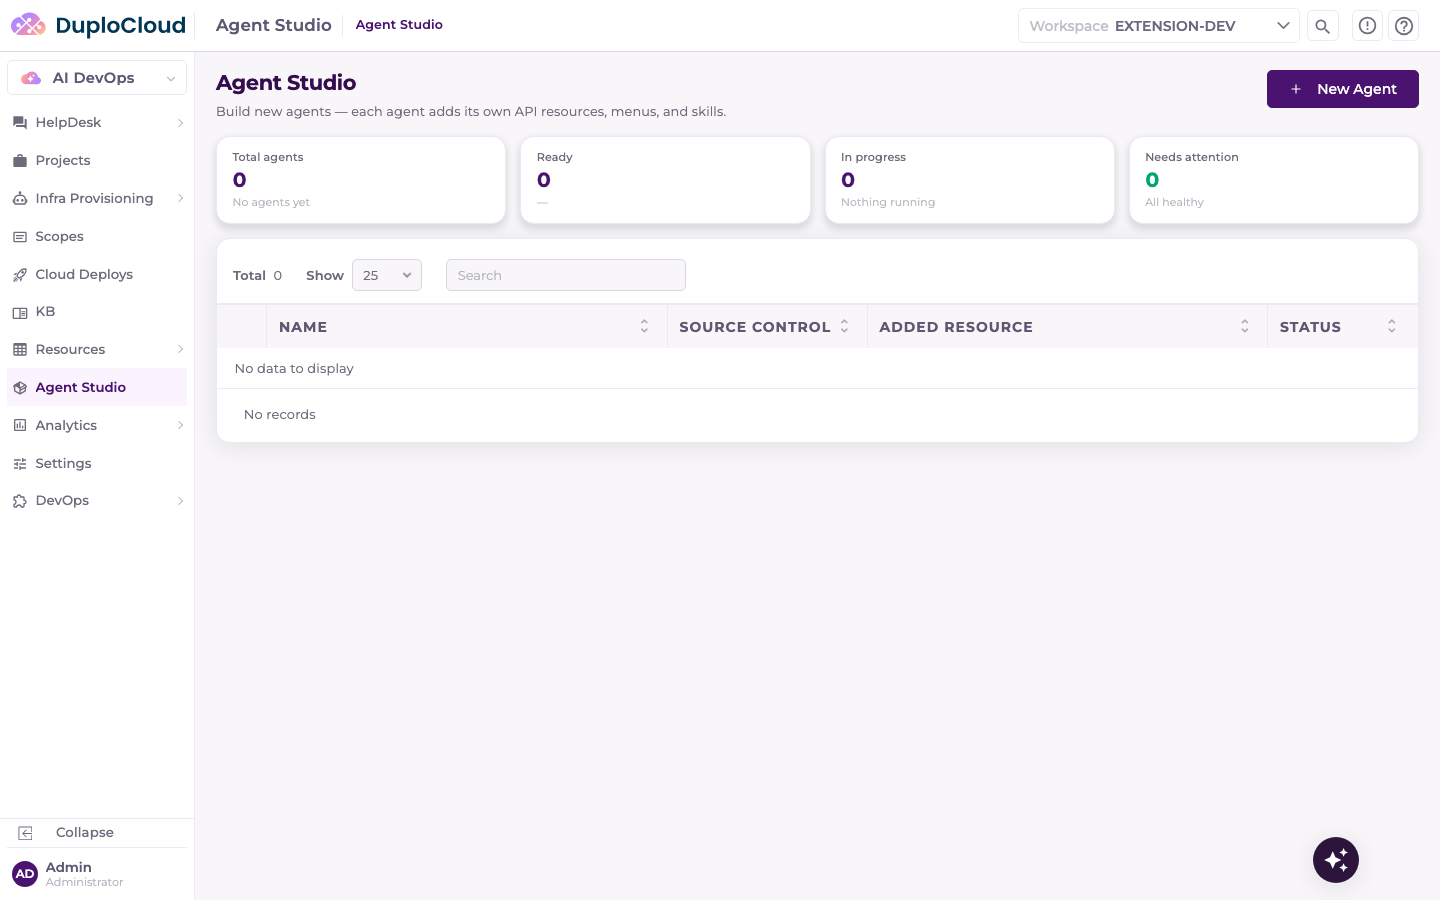 DuploCloud
Agent Studio
Agent Studio
Workspace EXTENSION-DEV
AI DevOps
HelpDesk
Projects
Infra Provisioning
Scopes
Cloud Deploys
KB
Resources
Agent Studio
Analytics
Settings
DevOps
Collapse
AD
Admin
Administrator
Agent Studio
Build new agents — each agent adds its own API resources, menus, and skills.
+ New Agent
Total agents
0
No agents yet
Ready
0
—
In progress
0
Nothing running
Needs attention
0
All healthy
Total 0 Show 25 Search
NAME SOURCE CONTROL ADDED RESOURCE STATUS
No data to display
No records